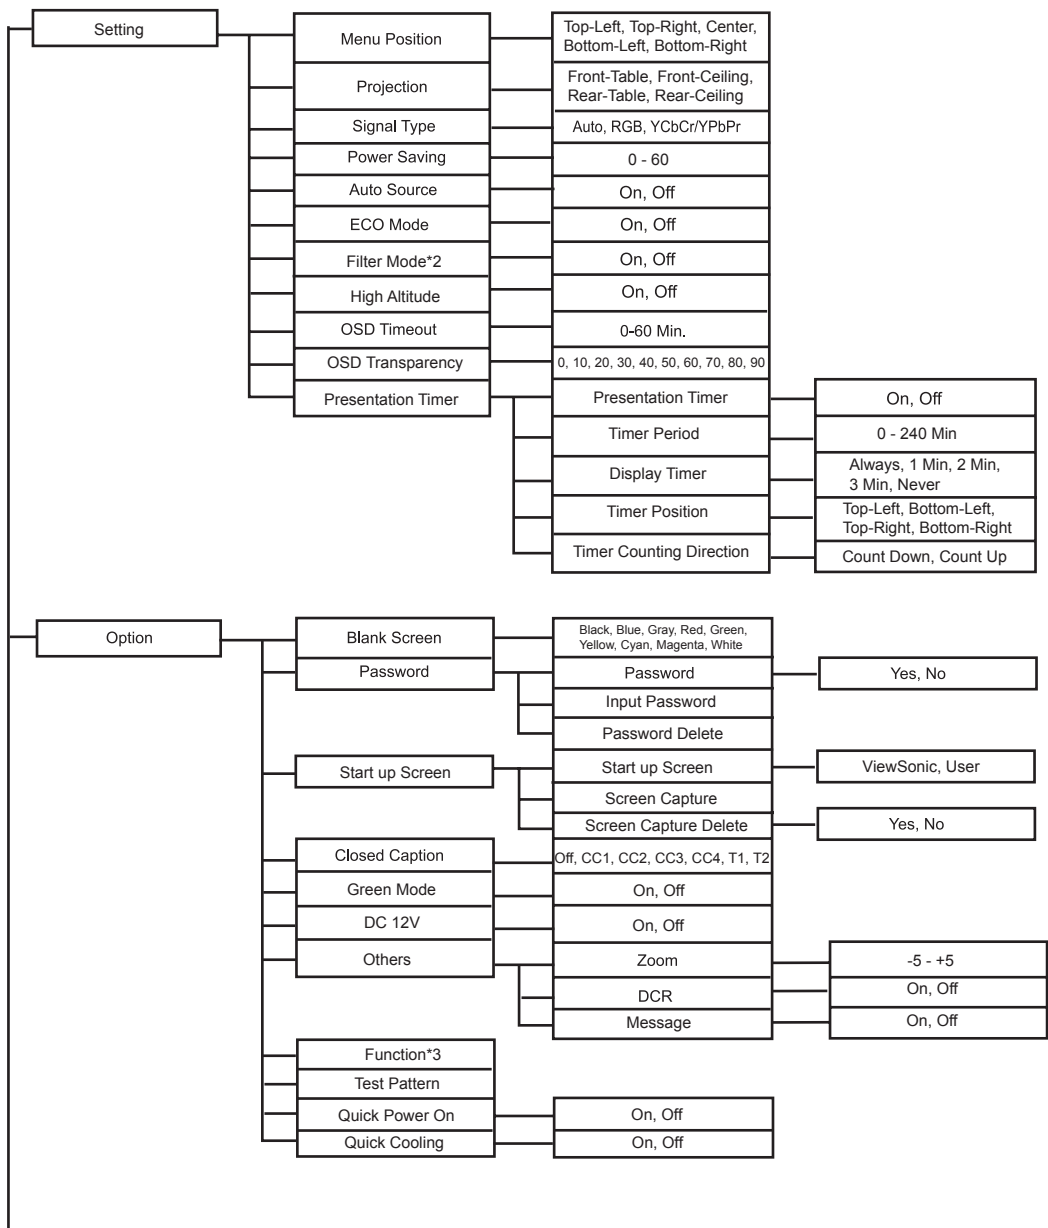 Setting
Menu Position
Top-Left, Top-Right, Center,
Bottom-Left, Bottom-Right
Projection
Front-Table, Front-Ceiling,
Rear-Table, Rear-Ceiling
Signal Type
Auto, RGB, YCbCr/YPbPr
Power Saving
0 - 60
Auto Source
On, Off
ECO Mode
On, Off
Filter Mode*2
On, Off
High Altitude
On, Off
OSD Timeout
0-60 Min.
OSD Transparency
0, 10, 20, 30, 40, 50, 60, 70, 80, 90
Presentation Timer
Presentation Timer
On, Off
Timer Period
0 - 240 Min
Display Timer
Always, 1 Min, 2 Min,
3 Min, Never
Timer Position
Top-Left, Bottom-Left,
Top-Right, Bottom-Right
Timer Counting Direction
Count Down, Count Up
Option
Blank Screen
Black, Blue, Gray, Red, Green,
Yellow, Cyan, Magenta, White
Password
Password
Yes, No
Input Password
Password Delete
Start up Screen
Start up Screen
ViewSonic, User
Screen Capture
Screen Capture Delete
Yes, No
Closed Caption
Off, CC1, CC2, CC3, CC4, T1, T2
Green Mode
On, Off
DC 12V
On, Off
Others
Zoom
-5 - +5
DCR
On, Off
Message
On, Off
Function*3
Test Pattern
Quick Power On
On, Off
Quick Cooling
On, Off